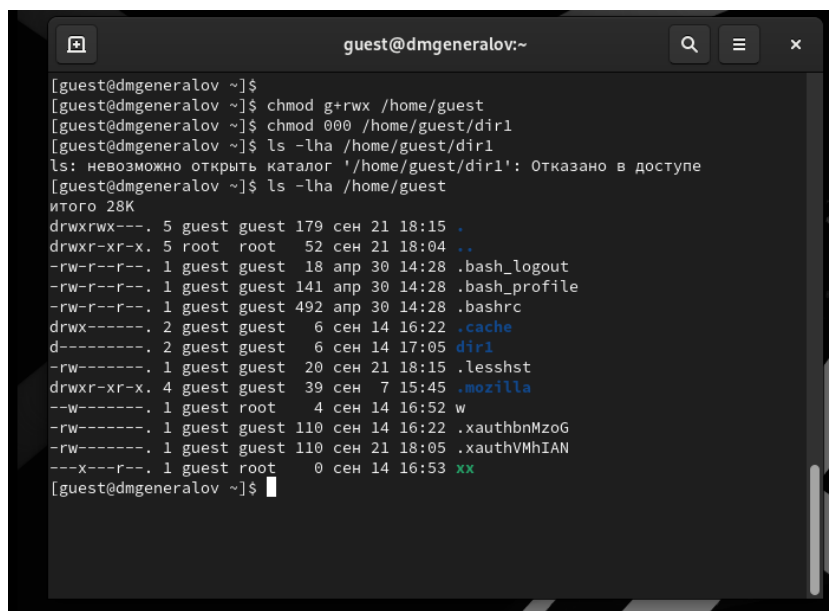 guest@dmgeneralov:~
[guest@dmgeneralov ~]$
[guest@dmgeneralov ~]$ chmod g+rwx /home/guest
[guest@dmgeneralov ~]$ chmod 000 /home/guest/dir1
[guest@dmgeneralov ~]$ ls -lha /home/guest/dir1
ls: невозможно открыть каталог '/home/guest/dir1': Отказано в доступе
[guest@dmgeneralov ~]$ ls -lha /home/guest
итого 28K
drwxrwx---. 5 guest guest 179 сен 21 18:15 .
drwxr-xr-x. 5 root  root   52 сен 21 18:04 ..
-rw-r--r--. 1 guest guest  18 апр 30 14:28 .bash_logout
-rw-r--r--. 1 guest guest 141 апр 30 14:28 .bash_profile
-rw-r--r--. 1 guest guest 492 апр 30 14:28 .bashrc
drwx------. 2 guest guest   6 сен 14 16:22 .cache
d---------. 2 guest guest   6 сен 14 17:05 dir1
-rw-------. 1 guest guest  20 сен 21 18:15 .lesshst
drwxr-xr-x. 4 guest guest  39 сен  7 15:45 .mozilla
--w-------. 1 guest root    4 сен 14 16:52 w
-rw-------. 1 guest guest 110 сен 14 16:22 .xauthbnMzoG
-rw-------. 1 guest guest 110 сен 21 18:05 .xauthVMhIAN
---x---r--. 1 guest root    0 сен 14 16:53 xx
[guest@dmgeneralov ~]$